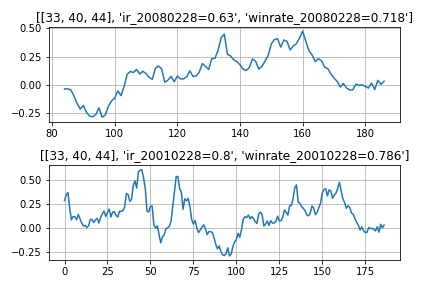 [[33, 40, 44], 'ir_20080228=0.63', 'winrate_20080228=0.718']
0.50
0.25
0.00
−0.25
80 100 120 140 160 180
[[33, 40, 44], 'ir_20010228=0.8', 'winrate_20010228=0.786']
0.50
0.25
0.00
−0.25
0 25 50 75 100 125 150 175